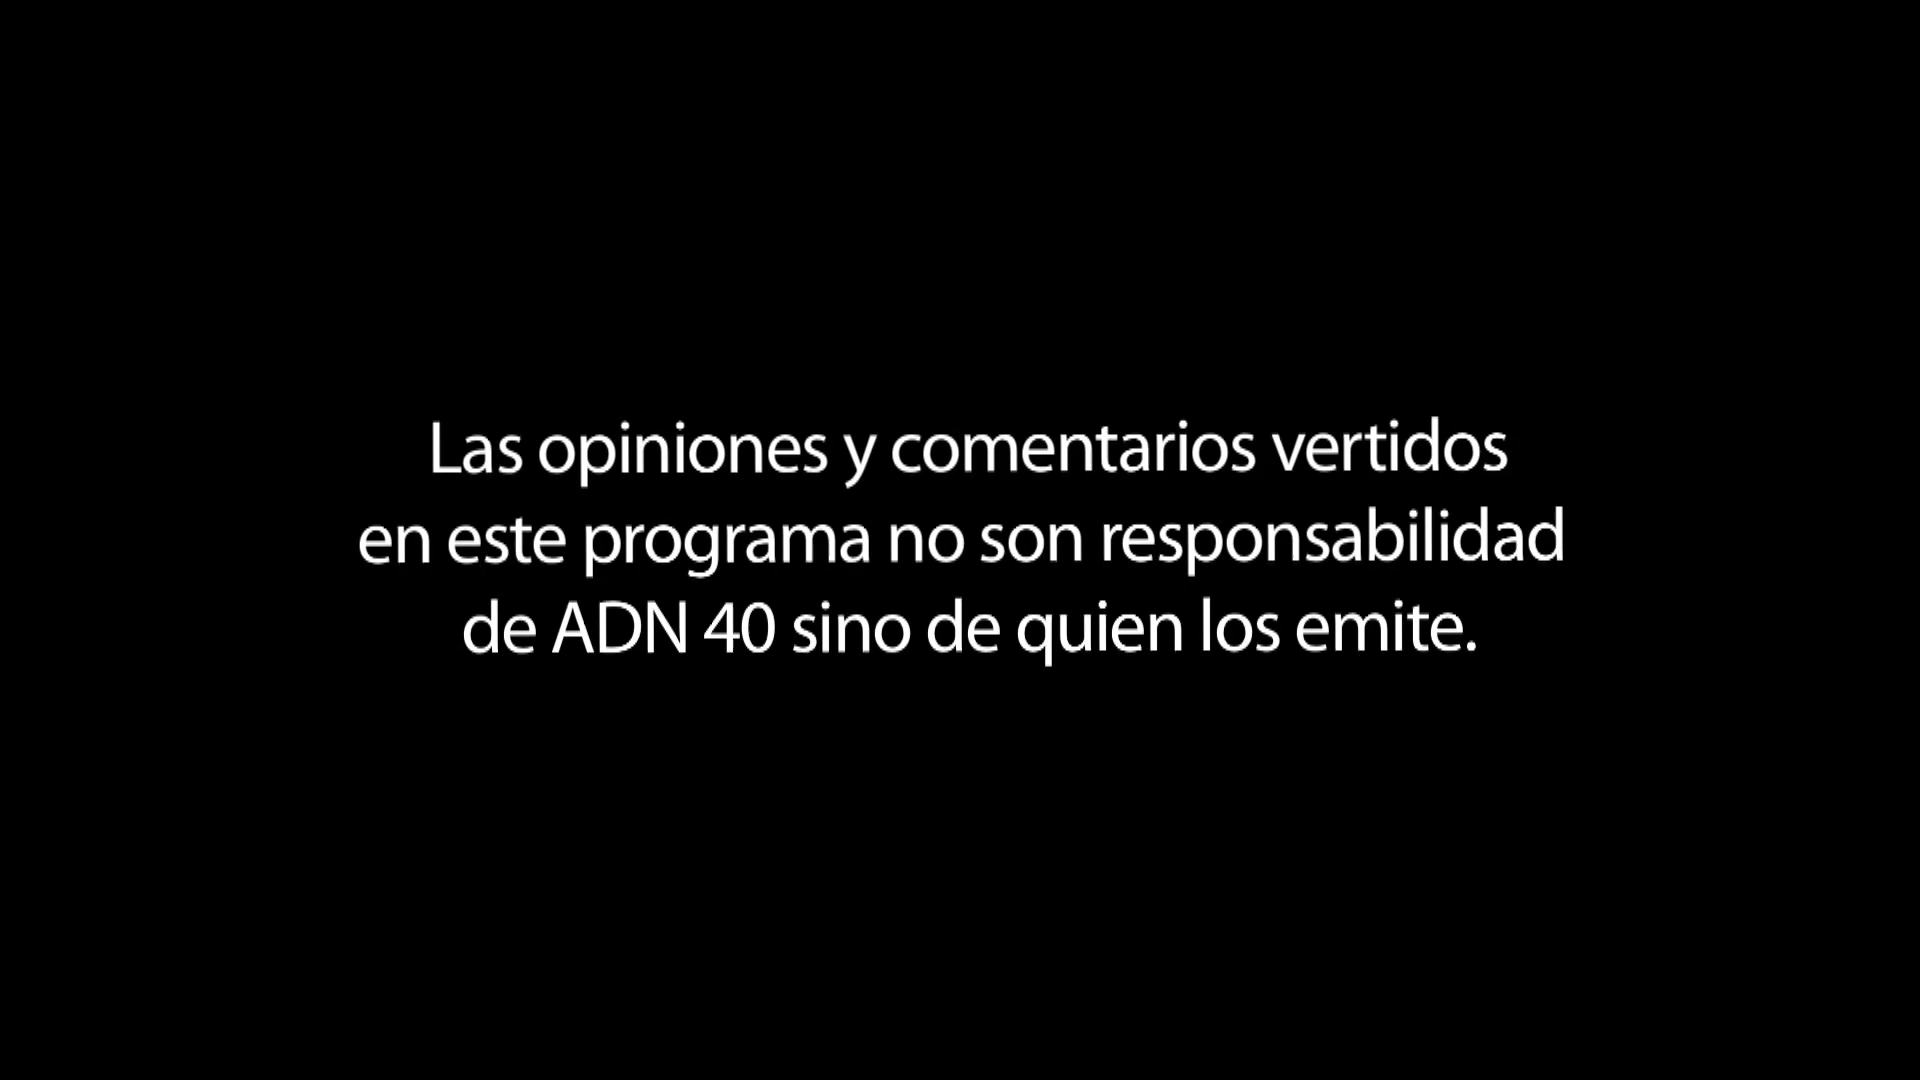 Las opiniones y comentarios vertidos
en este programa no son responsabilidad
de ADN 40 sino de quien los emite.